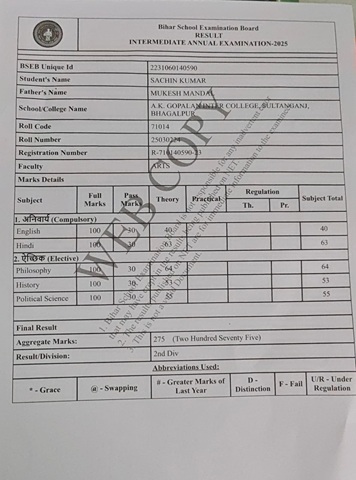 Bihar School Examination Board
RESULT
INTERMEDIATE ANNUAL EXAMINATION-2025
BSEB Unique Id 2231060140590
Student's Name SACHIN KUMAR
Father's Name MUKESH MANDAL
School/College Name A.K. GOPALAN INTER COLLEGE, SULTANGANJ, BHAGALPUR
Roll Code 71014
Roll Number
Registration Number
Faculty ARTS
Marks Details
Subject Full Marks Pass Marks Theory Practical Regulation Th. Pr. Subject Total
1. अनिवार्य (Compulsory)
English 100 30 40 40
Hindi 100 30 63 63
2. ऐच्छिक (Elective)
Philosophy 100 30 64 64
History 100 30 53 53
Political Science 100 30 55 55
Final Result
Aggregate Marks: 275 (Two Hundred Seventy Five)
Result/Division: 2nd Div
Abbreviations Used:
* - Grace @ - Swapping # - Greater Marks of Last Year D - Distinction F - Fail U/R - Under Regulation
WEB COPY